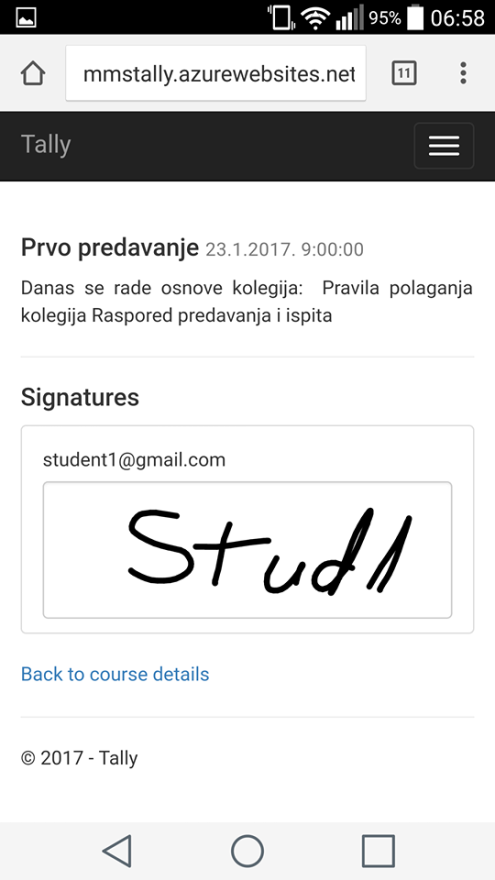 95% 06:58
mmstally.azurewebsites.net 11
Tally
Prvo predavanje 23.1.2017. 9:00:00
Danas se rade osnove kolegija: Pravila polaganja
kolegija Raspored predavanja i ispita
Signatures
student1@gmail.com
Stud1
Back to course details
© 2017 - Tally